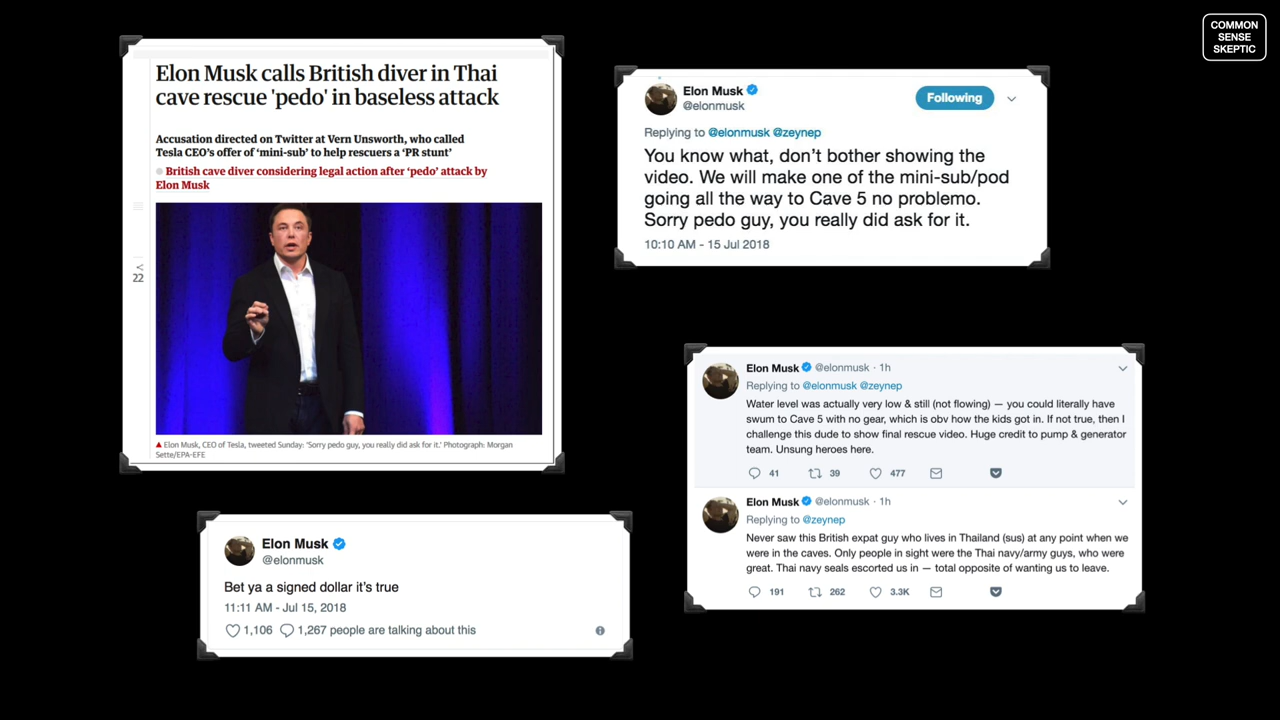 COMMON
SENSE
SKEPTIC
Elon Musk calls British diver in Thai
cave rescue 'pedo' in baseless attack
Accusation directed on Twitter at Vern Unsworth, who called
Tesla CEO's offer of 'mini-sub' to help rescuers a 'PR stunt'
British cave diver considering legal action after 'pedo' attack by
Elon Musk
22
Elon Musk, CEO of Tesla, tweeted Sunday: 'Sorry pedo guy, you really did ask for it.' Photograph: Morgan
Sette/EPA-EFE
Elon Musk
@elonmusk
Following
Replying to @elonmusk @zeynep
You know what, don't bother showing the
video. We will make one of the mini-sub/pod
going all the way to Cave 5 no problemo.
Sorry pedo guy, you really did ask for it.
10:10 AM - 15 Jul 2018
Elon Musk @elonmusk · 1h
Replying to @elonmusk @zeynep
Water level was actually very low & still (not flowing) — you could literally have
swum to Cave 5 with no gear, which is obv how the kids got in. If not true, then I
challenge this dude to show final rescue video. Huge credit to pump & generator
team. Unsung heroes here.
41 39 477
Elon Musk @elonmusk · 1h
Replying to @zeynep
Never saw this British expat guy who lives in Thailand (sus) at any point when we
were in the caves. Only people in sight were the Thai navy/army guys, who were
great. Thai navy seals escorted us in — total opposite of wanting us to leave.
191 262 3.3K
Elon Musk
@elonmusk
Bet ya a signed dollar it's true
11:11 AM - Jul 15, 2018
1,106 1,267 people are talking about this